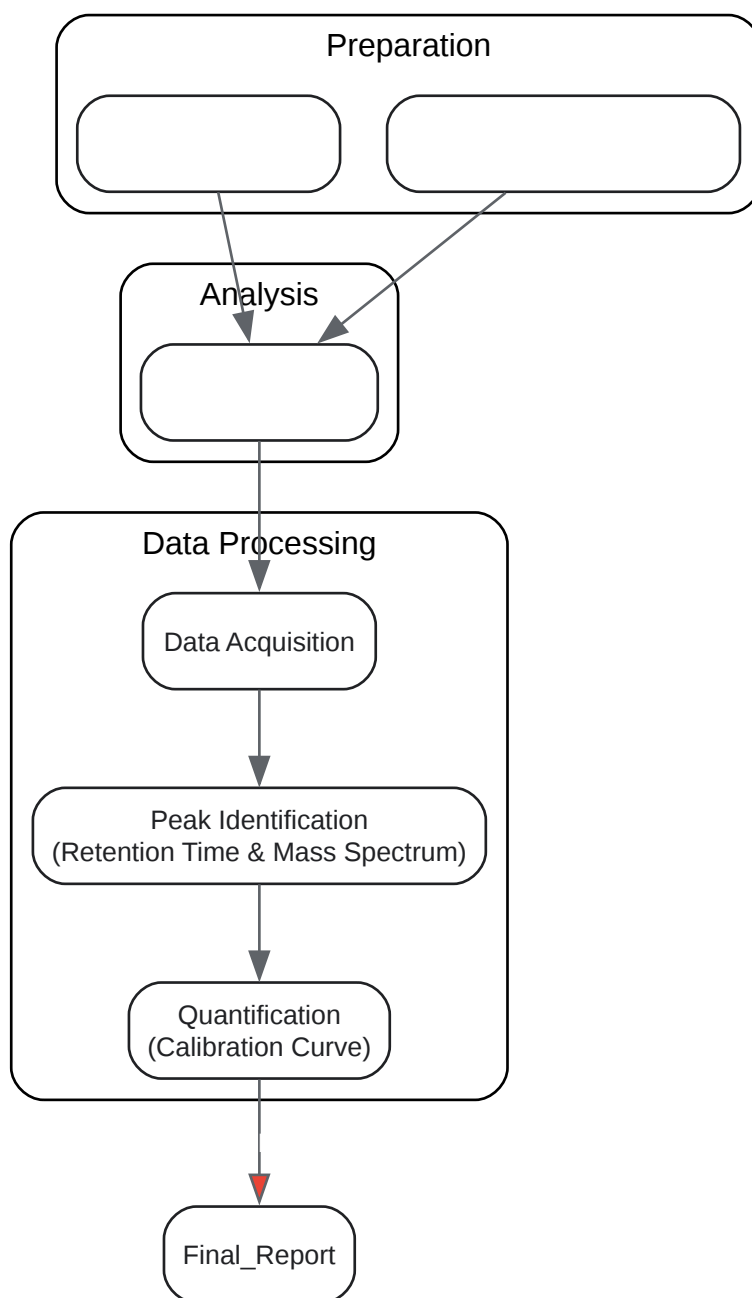 Preparation
Analysis
Data Processing
Data Acquisition
Peak Identification
(Retention Time & Mass Spectrum)
Quantification
(Calibration Curve)
Final_Report